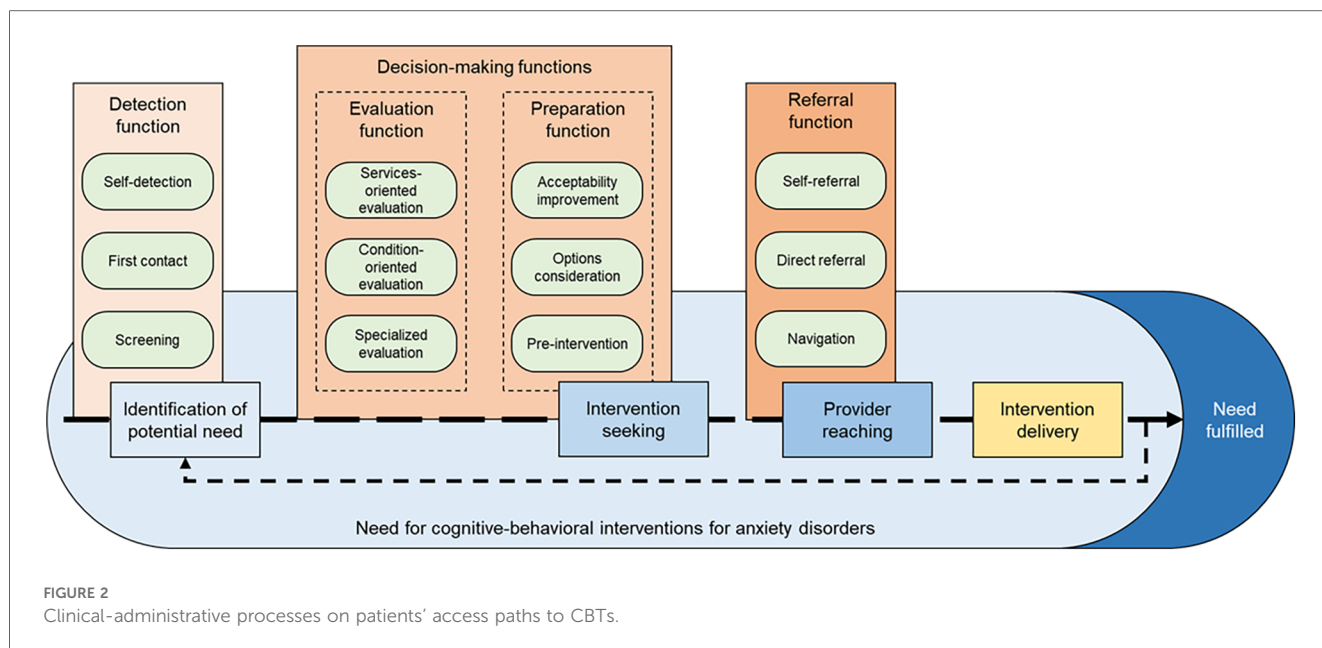 Decision-making functions
Detection
function
Self-detection
First contact
Screening
Evaluation
function
Services-
oriented
evaluation
Condition-
oriented
evaluation
Specialized
evaluation
Preparation
function
Acceptability
improvement
Options
consideration
Pre-intervention
Referral
function
Self-referral
Direct referral
Navigation
Identification of
potential need
Intervention
seeking
Provider
reaching
Intervention
delivery
Need
fulfilled
Need for cognitive-behavioral interventions for anxiety disorders
FIGURE 2
Clinical-administrative processes on patients’ access paths to CBTs.